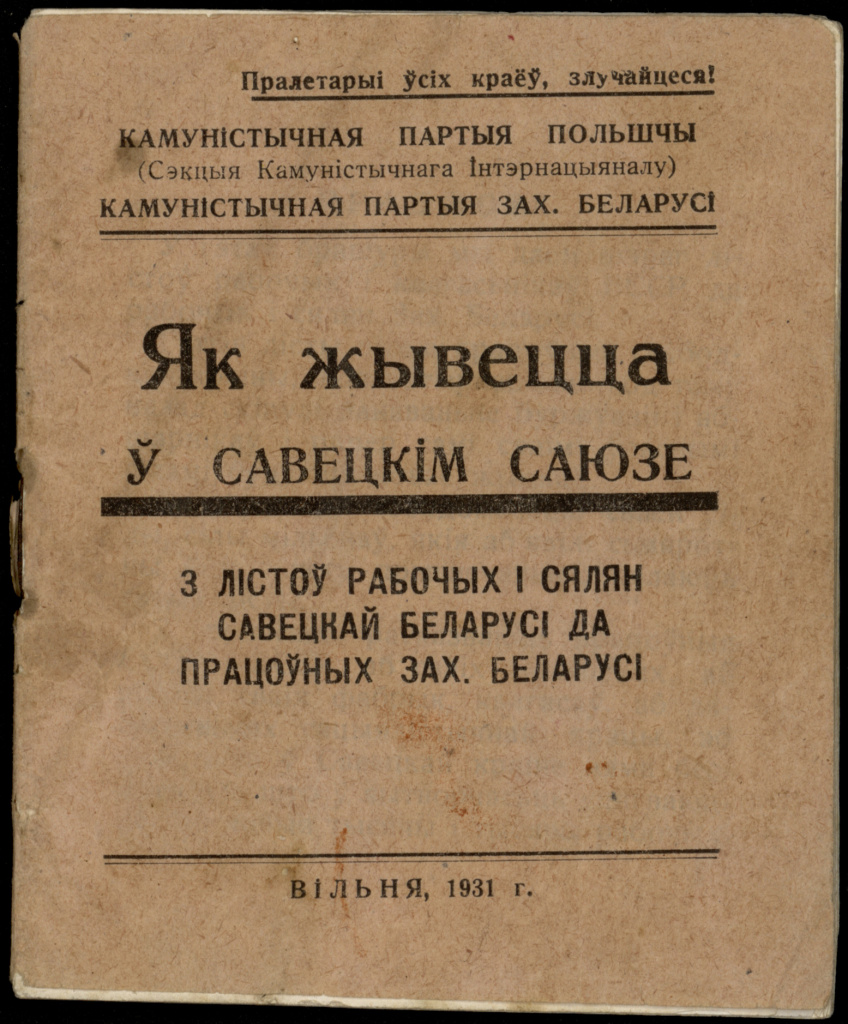 Пралетарыі ўсіх краёў, злучайцеся!
КАМУНІСТЫЧНАЯ ПАРТЫЯ ПОЛЬШЧЫ
(Сэкцыя Камуністычнага Інтэрнацыяналу)
КАМУНІСТЫЧНАЯ ПАРТЫЯ ЗАХ. БЕЛАРУСІ
Як жывецца
Ў САВЕЦКІМ САЮЗЕ
З ЛІСТОЎ РАБОЧЫХ І СЯЛЯН
САВЕЦКАЙ БЕЛАРУСІ ДА
ПРАЦОЎНЫХ ЗАХ. БЕЛАРУСІ
ВІЛЬНЯ, 1931 г.